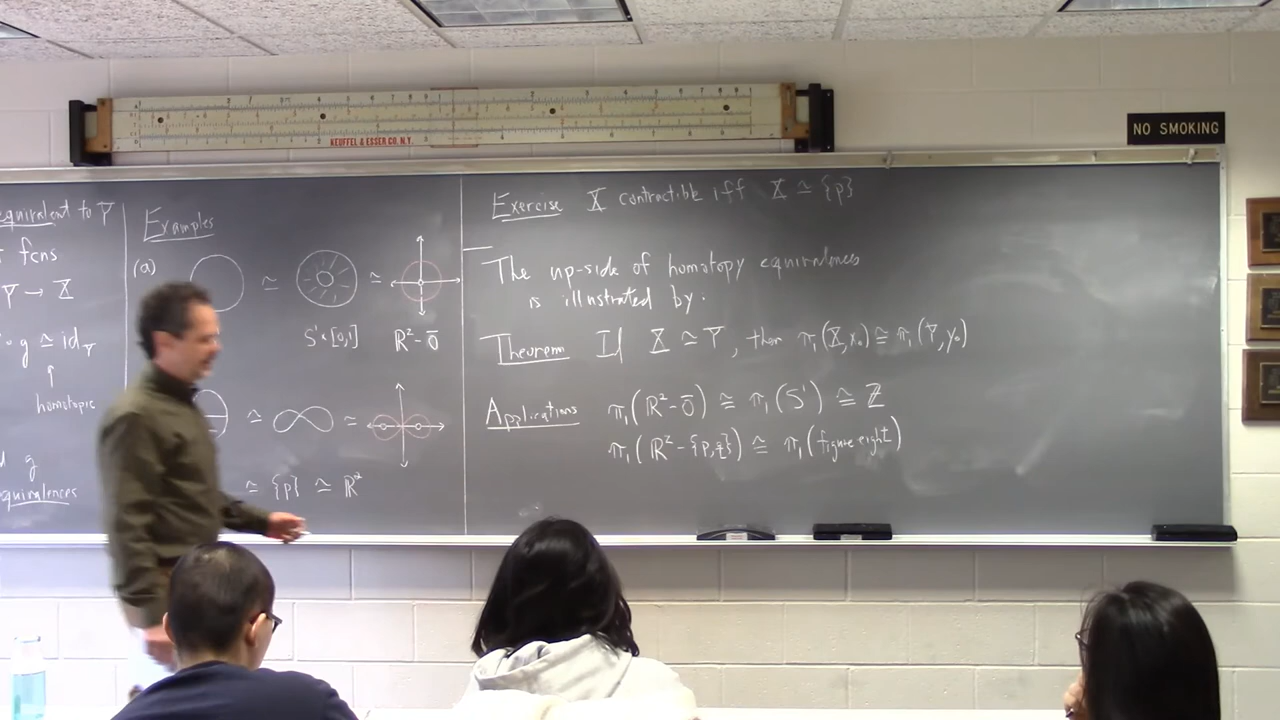 KEUFFEL & ESSER CO. N.Y.
NO SMOKING
equivalent to Y
fcns
Y → X
∘ g ≃ id_Y
↑
homotopic
g
equivalences
Examples
(a) ≃ ≃
S¹×[0,1] ℝ²-0̄
≃ ≃
≃ {p} ≃ ℝ²
Exercise X contractible iff X ≃ {p}
The up-side of homotopy equivalences
is illustrated by:
Theorem If X ≃ Y, then π₁(X,x₀) ≅ π₁(Y,y₀)
Applications π₁(ℝ²-0̄) ≅ π₁(S¹) ≅ ℤ
π₁(ℝ²-{p,q}) ≅ π₁(figure eight)